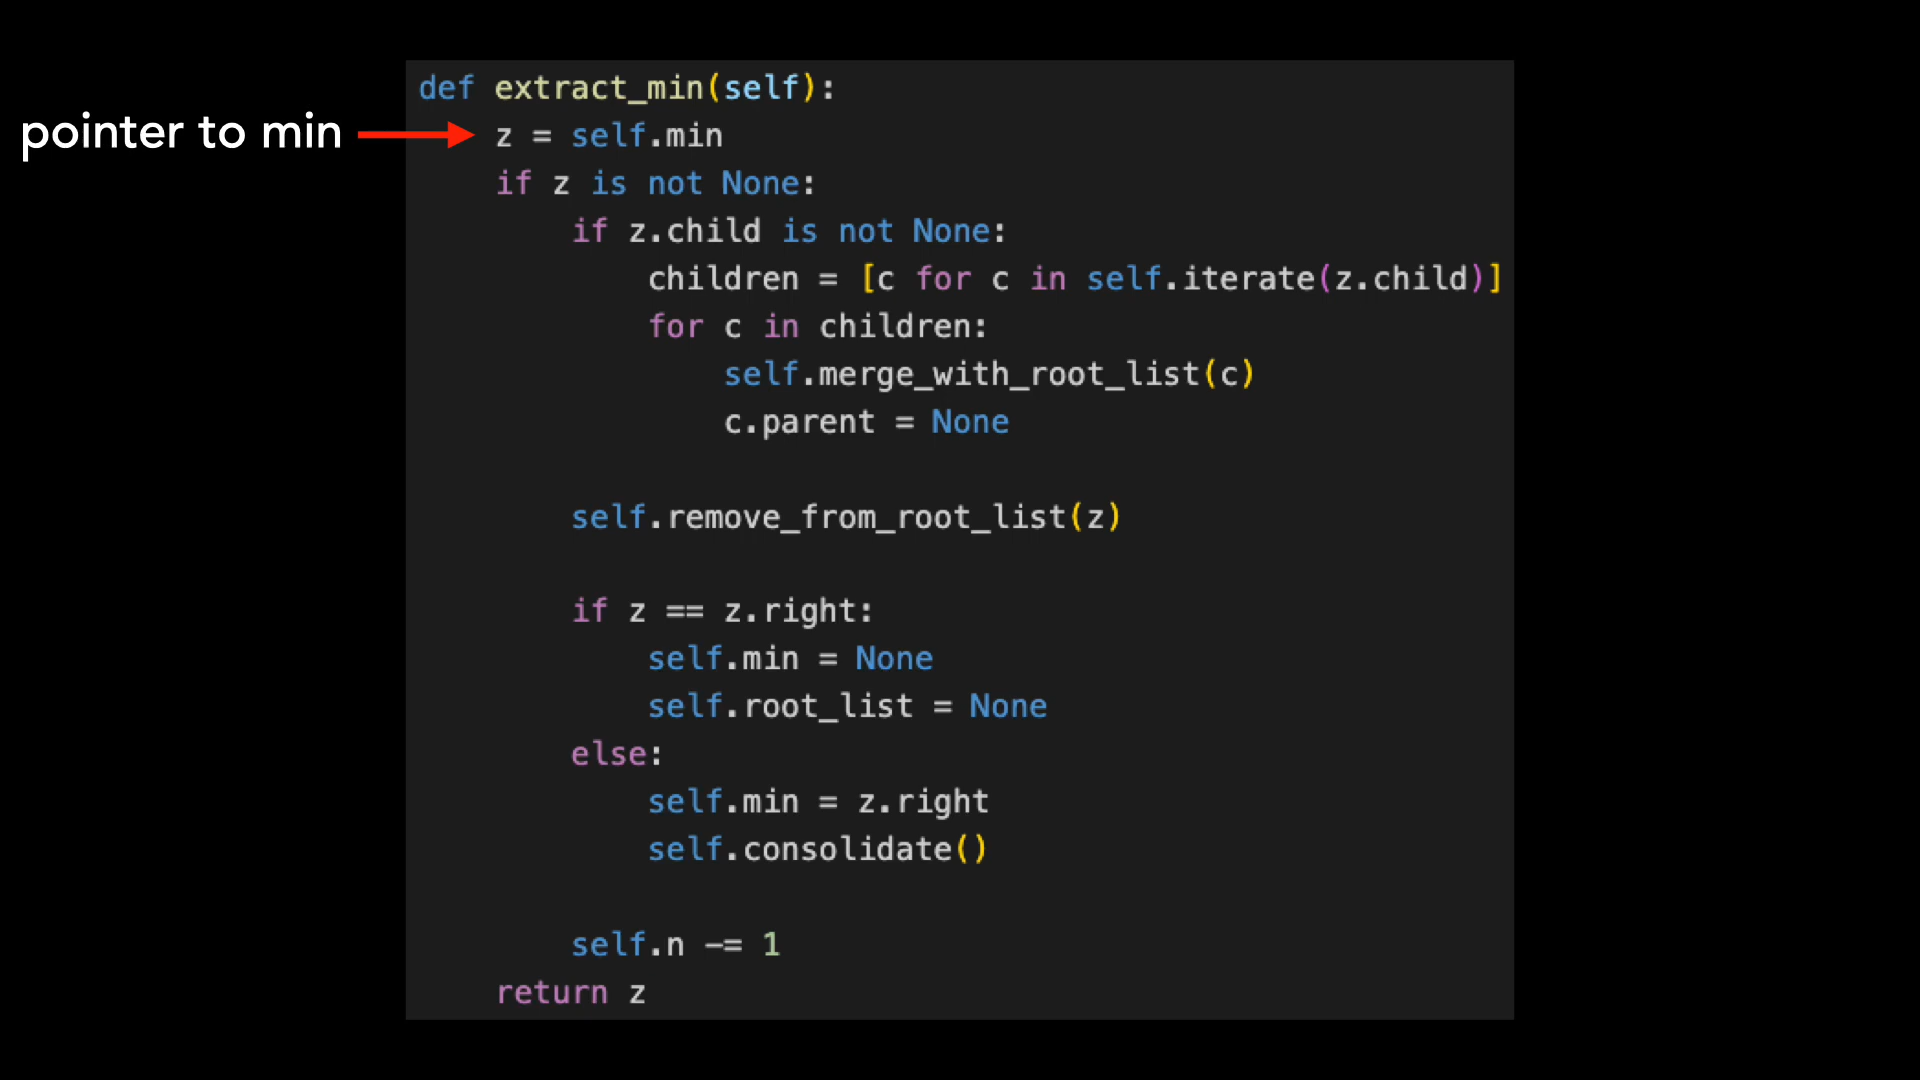 def extract_min(self):
pointer to min
z = self.min
if z is not None:
if z.child is not None:
children = [c for c in self.iterate(z.child)]
for c in children:
self.merge_with_root_list(c)
c.parent = None
self.remove_from_root_list(z)
if z == z.right:
self.min = None
self.root_list = None
else:
self.min = z.right
self.consolidate()
self.n -= 1
return z